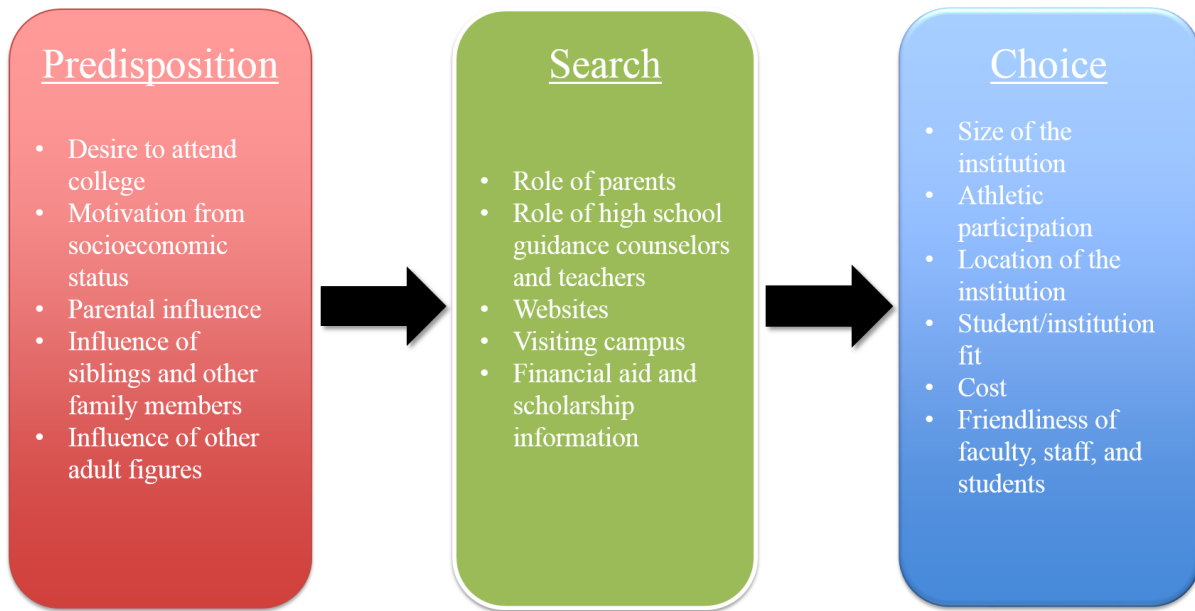 Predisposition
• Desire to attend
college
• Motivation from
socioeconomic
status
• Parental influence
• Influence of
siblings and other
family members
• Influence of other
adult figures
Search
• Role of parents
• Role of high school
guidance counselors
and teachers
• Websites
• Visiting campus
• Financial aid and
scholarship
information
Choice
• Size of the
institution
• Athletic
participation
• Location of the
institution
• Student/institution
fit
• Cost
• Friendliness of
faculty, staff, and
students